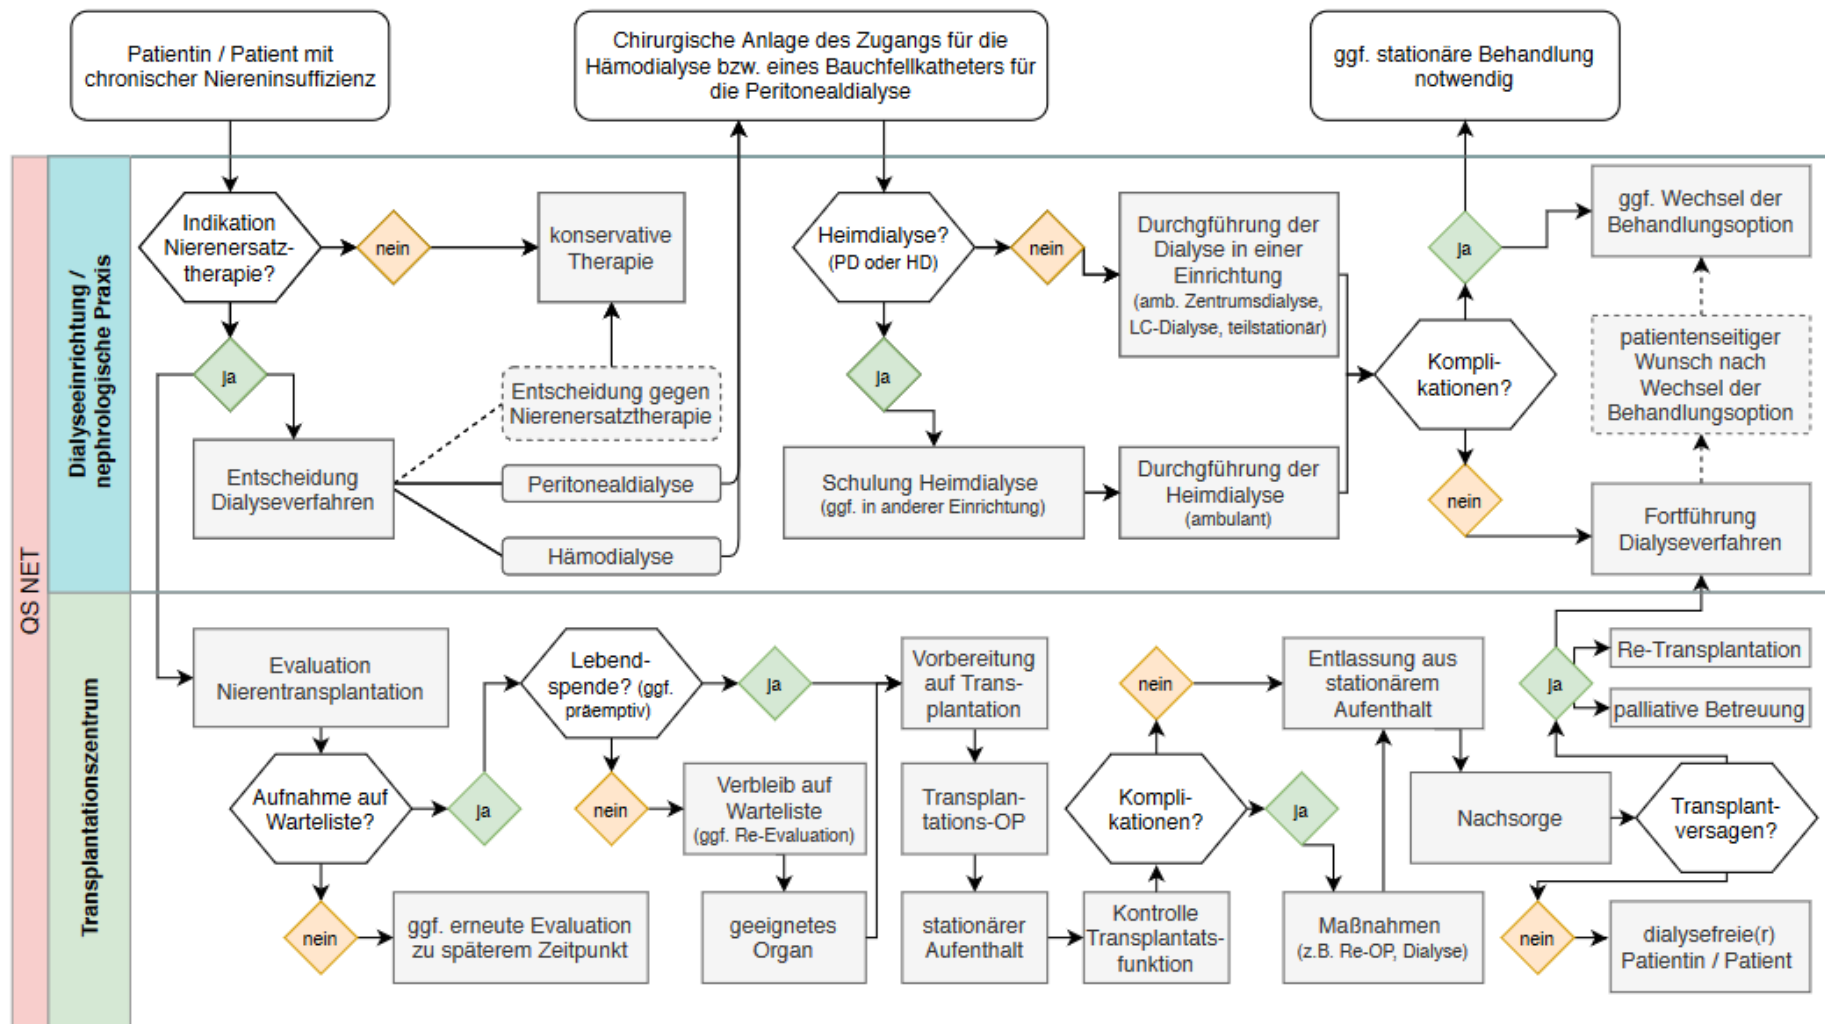 Patientin / Patient mit
chronischer Niereninsuffizienz
Chirurgische Anlage des Zugangs für die
Hämodialyse bzw. eines Bauchfellkatheters für
die Peritonealdialyse
ggf. stationäre Behandlung
notwendig
QS NET
Dialyseeinrichtung /
nephrologische Praxis
Indikation
Nierenersatz-
therapie?
nein
konservative
Therapie
ja
Entscheidung gegen
Nierenersatztherapie
Entscheidung
Dialyseverfahren
Peritonealdialyse
Hämodialyse
Heimdialyse?
(PD oder HD)
nein
Durchgführung der
Dialyse in einer
Einrichtung
(amb. Zentrumsdialyse,
LC-Dialyse, teilstationär)
ja
Schulung Heimdialyse
(ggf. in anderer Einrichtung)
Durchgführung der
Heimdialyse
(ambulant)
Kompli-
kationen?
ja
ggf. Wechsel der
Behandlungsoption
patientenseitiger
Wunsch nach
Wechsel der
Behandlungsoption
nein
Fortführung
Dialyseverfahren
Transplantationszentrum
Evaluation
Nierentransplantation
Aufnahme auf
Warteliste?
ja
nein
ggf. erneute Evaluation
zu späterem Zeitpunkt
Lebend-
spende? (ggf.
präemptiv)
ja
nein
Verbleib auf
Warteliste
(ggf. Re-Evaluation)
geeignetes
Organ
Vorbereitung
auf Trans-
plantation
Transplan-
tations-OP
stationärer
Aufenthalt
Kontrolle
Transplantats-
funktion
Kompli-
kationen?
nein
ja
Maßnahmen
(z.B. Re-OP, Dialyse)
Entlassung aus
stationärem
Aufenthalt
Nachsorge
Transplant-
versagen?
ja
Re-Transplantation
palliative Betreuung
nein
dialysefreie(r)
Patientin / Patient